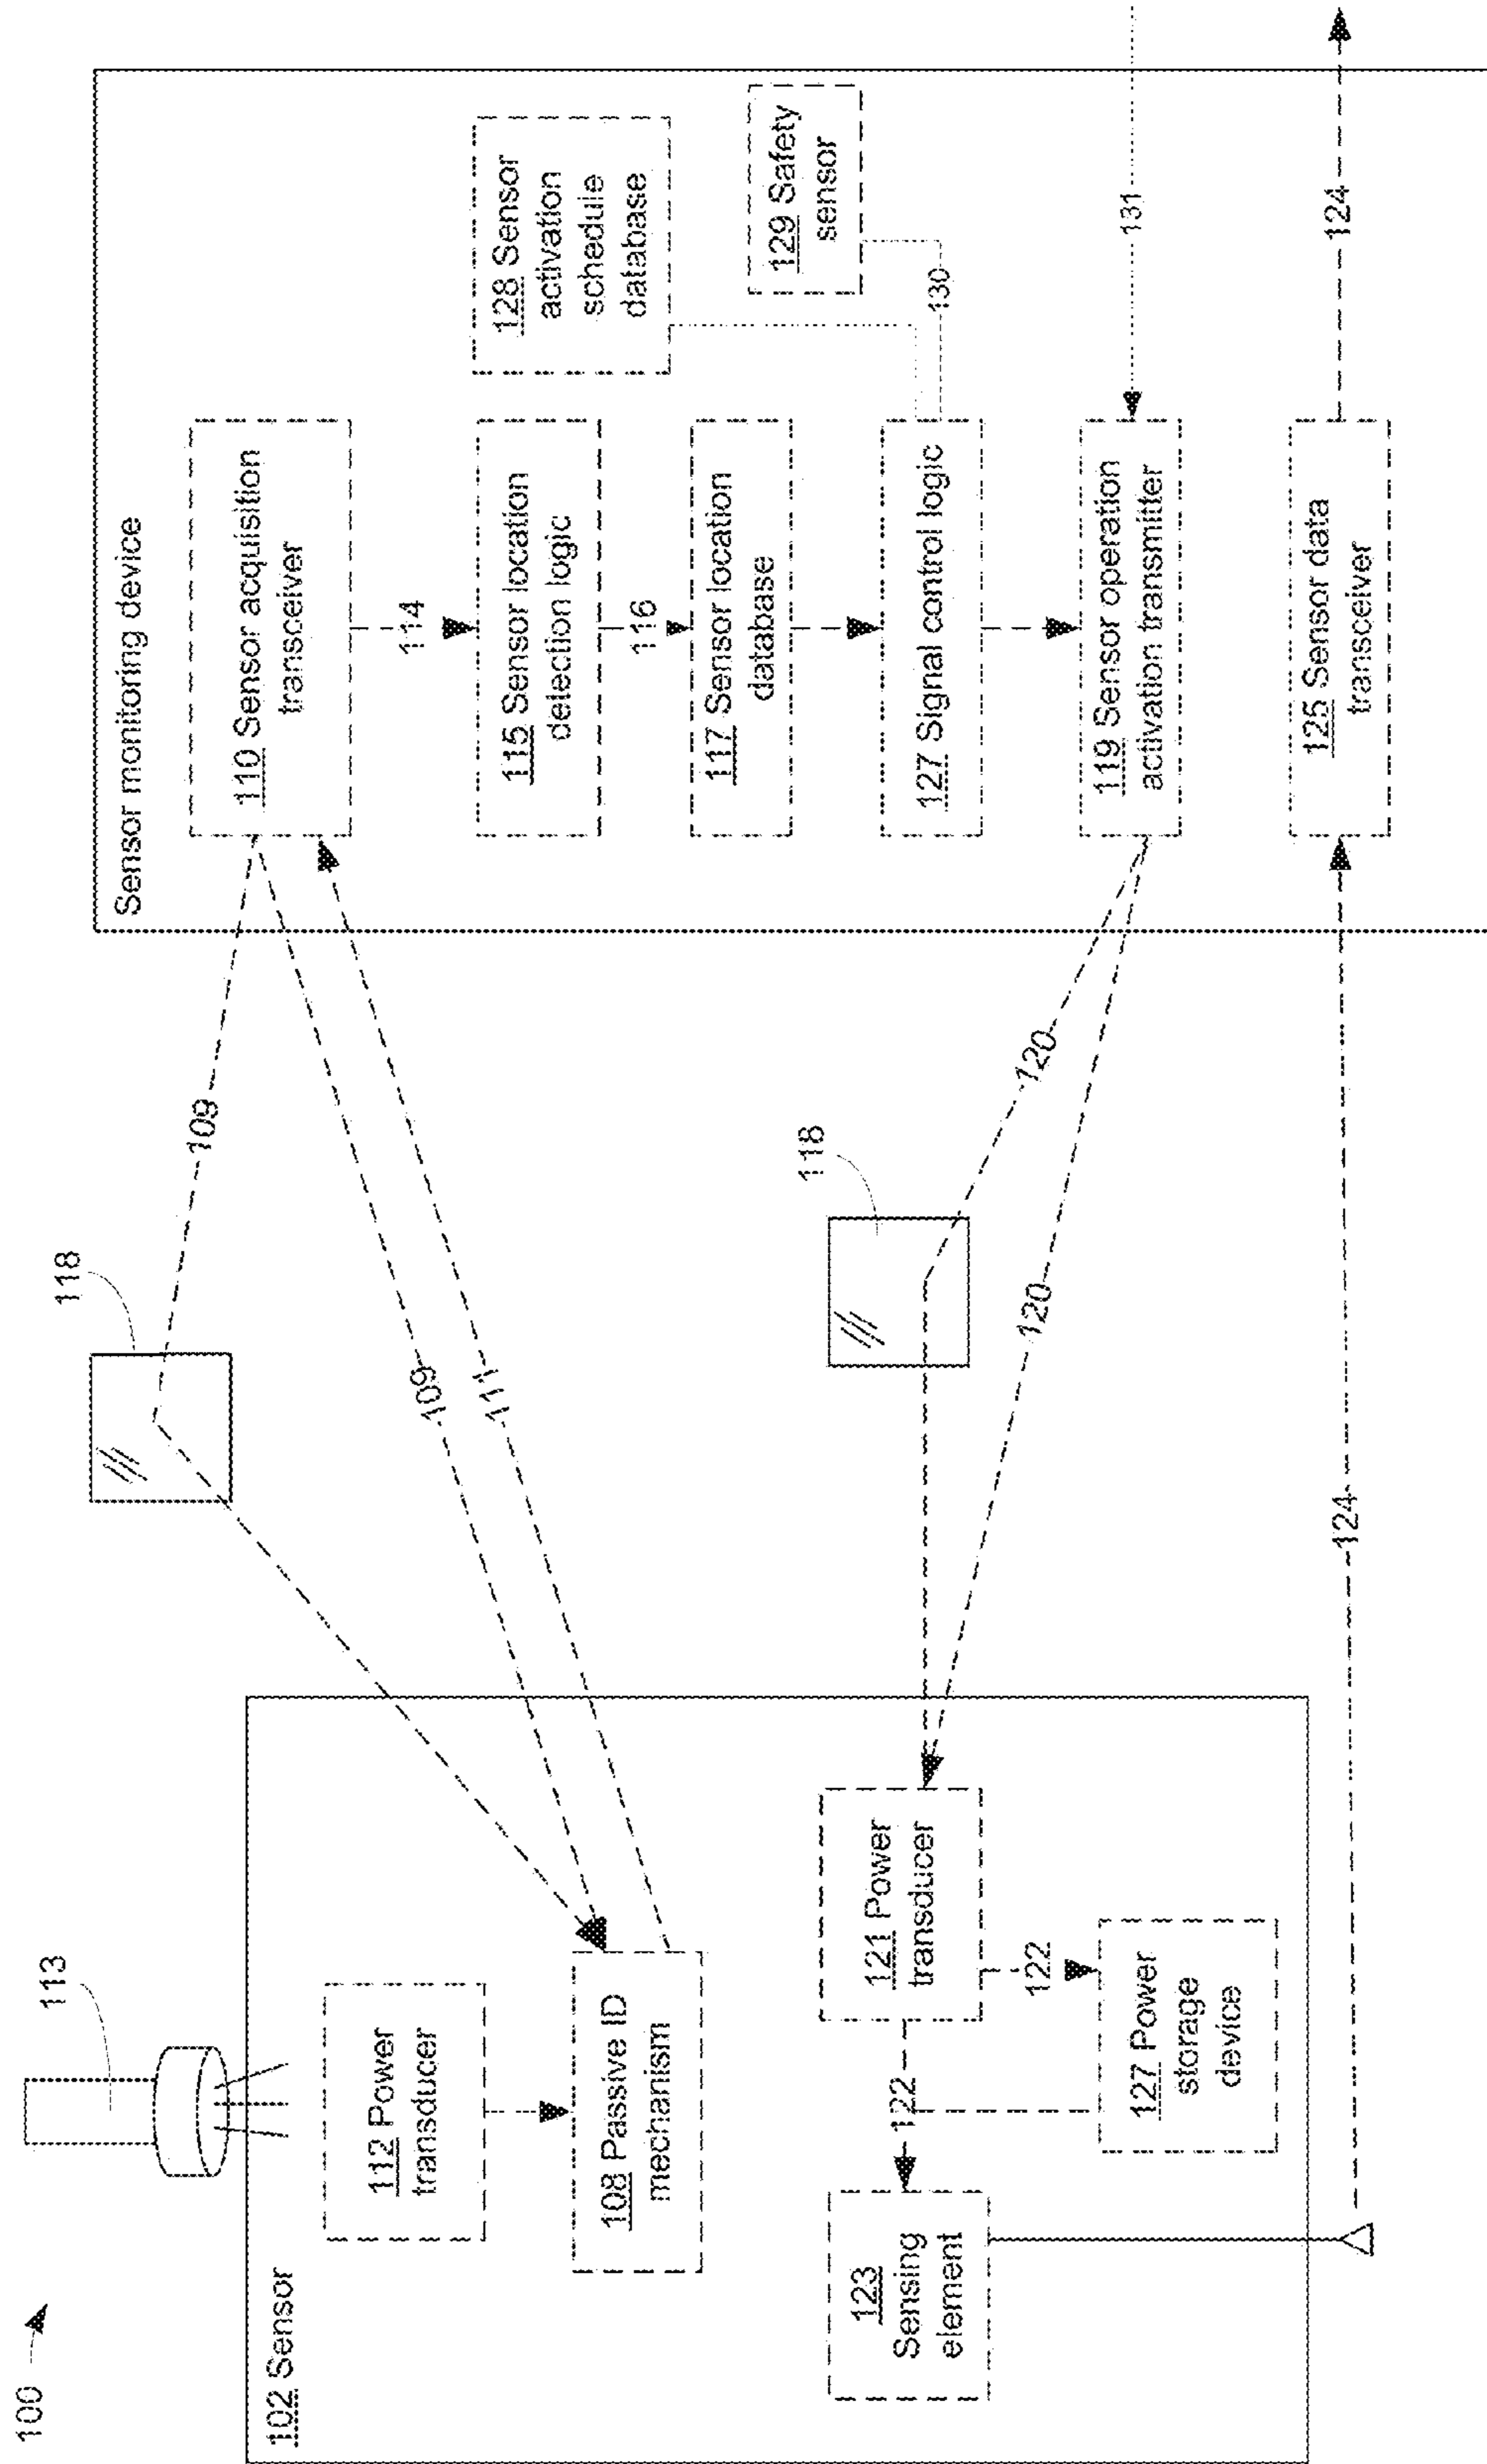 100
113
102 Sensor
112 Power
transducer
108 Passive ID
mechanism
123
Sensing
element
122
121 Power
transducer
122
127 Power
storage
device
118
109
109
111
118
120
120
124
Sensor monitoring device
110 Sensor acquisition
transceiver
114
115 Sensor location
detection logic
116
117 Sensor location
database
127 Signal control logic
119 Sensor operation
activation transmitter
125 Sensor data
transceiver
128 Sensor
activation
schedule
database
129 Safety
sensor
130
131
124